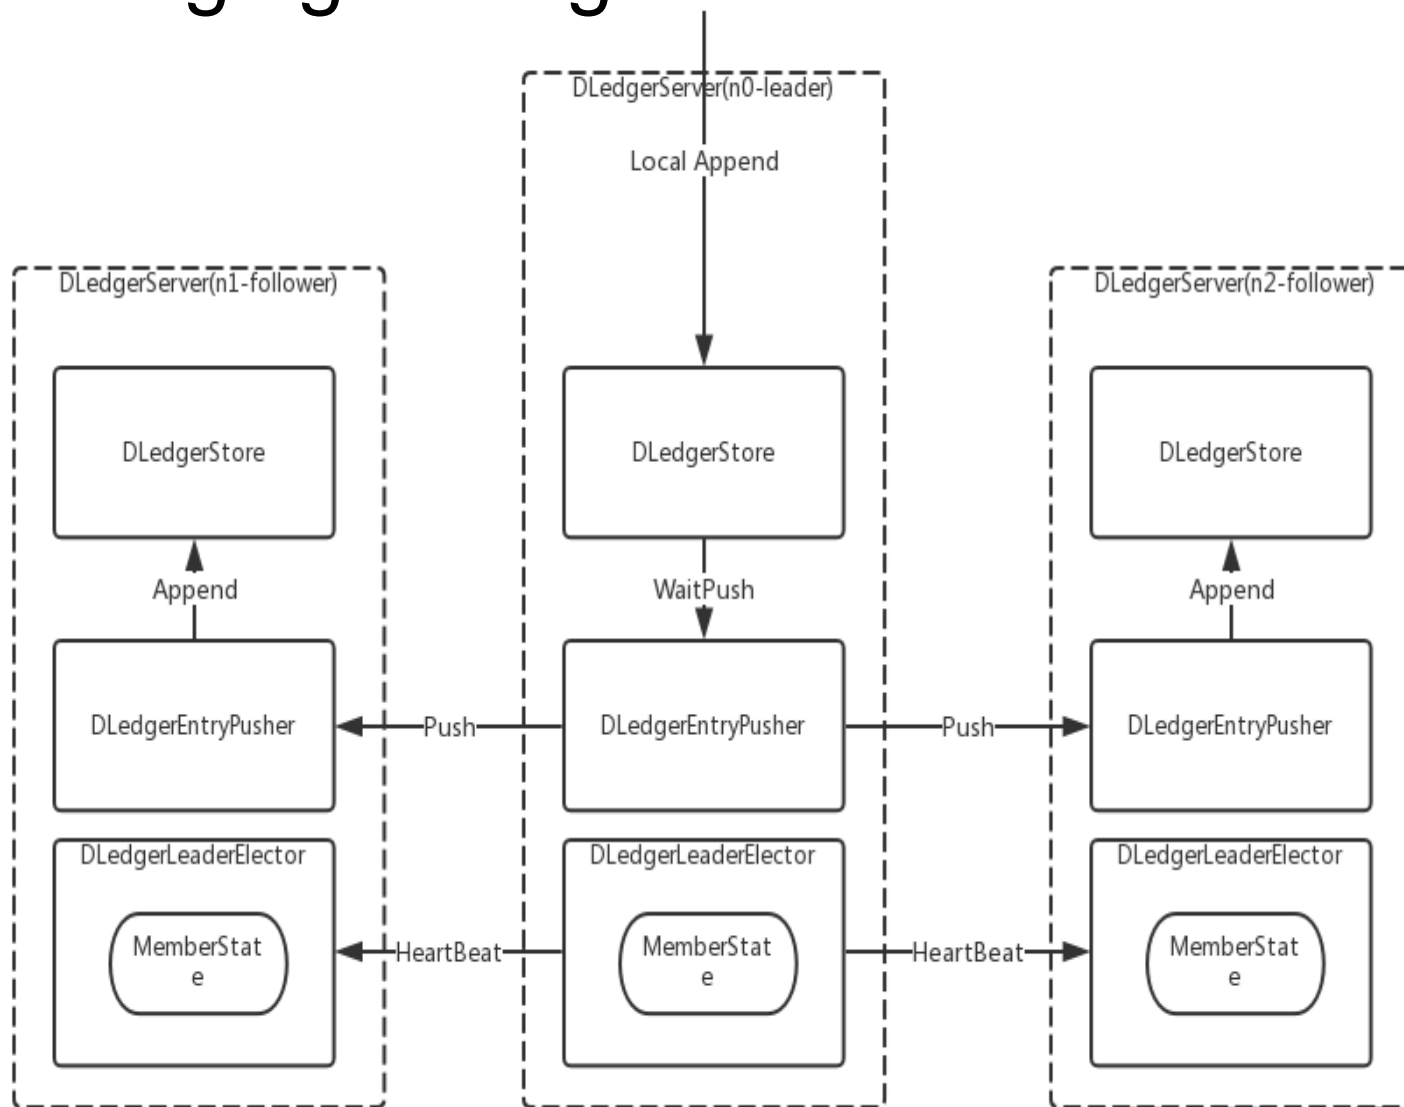 DLedgerServer(n0-leader)
Local Append
DLedgerServer(n1-follower)
DLedgerServer(n2-follower)
DLedgerStore
DLedgerStore
DLedgerStore
Append
WaitPush
Append
DLedgerEntryPusher
Push
DLedgerEntryPusher
Push
DLedgerEntryPusher
DLedgerLeaderElector
DLedgerLeaderElector
DLedgerLeaderElector
MemberStat
e
HeartBeat
MemberStat
e
HeartBeat
MemberStat
e